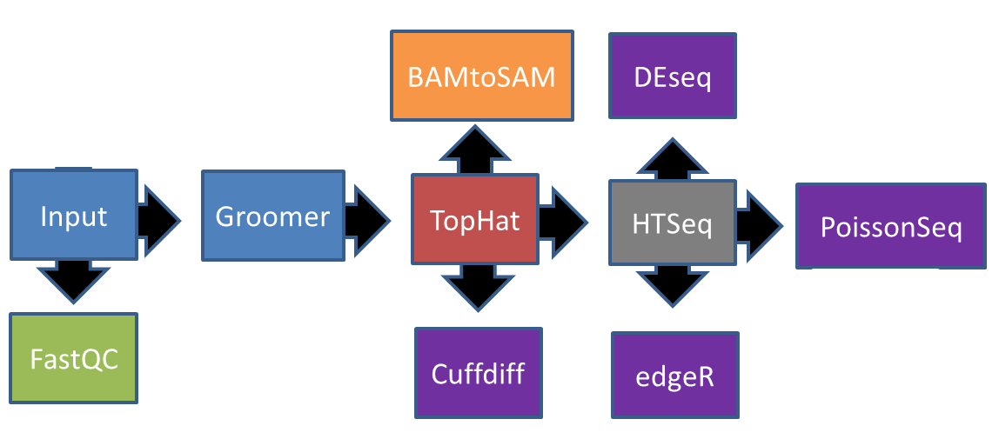 BAMtoSAM
DEseq
Input
Groomer
TopHat
HTSeq
PoissonSeq
FastQC
Cuffdiff
edgeR